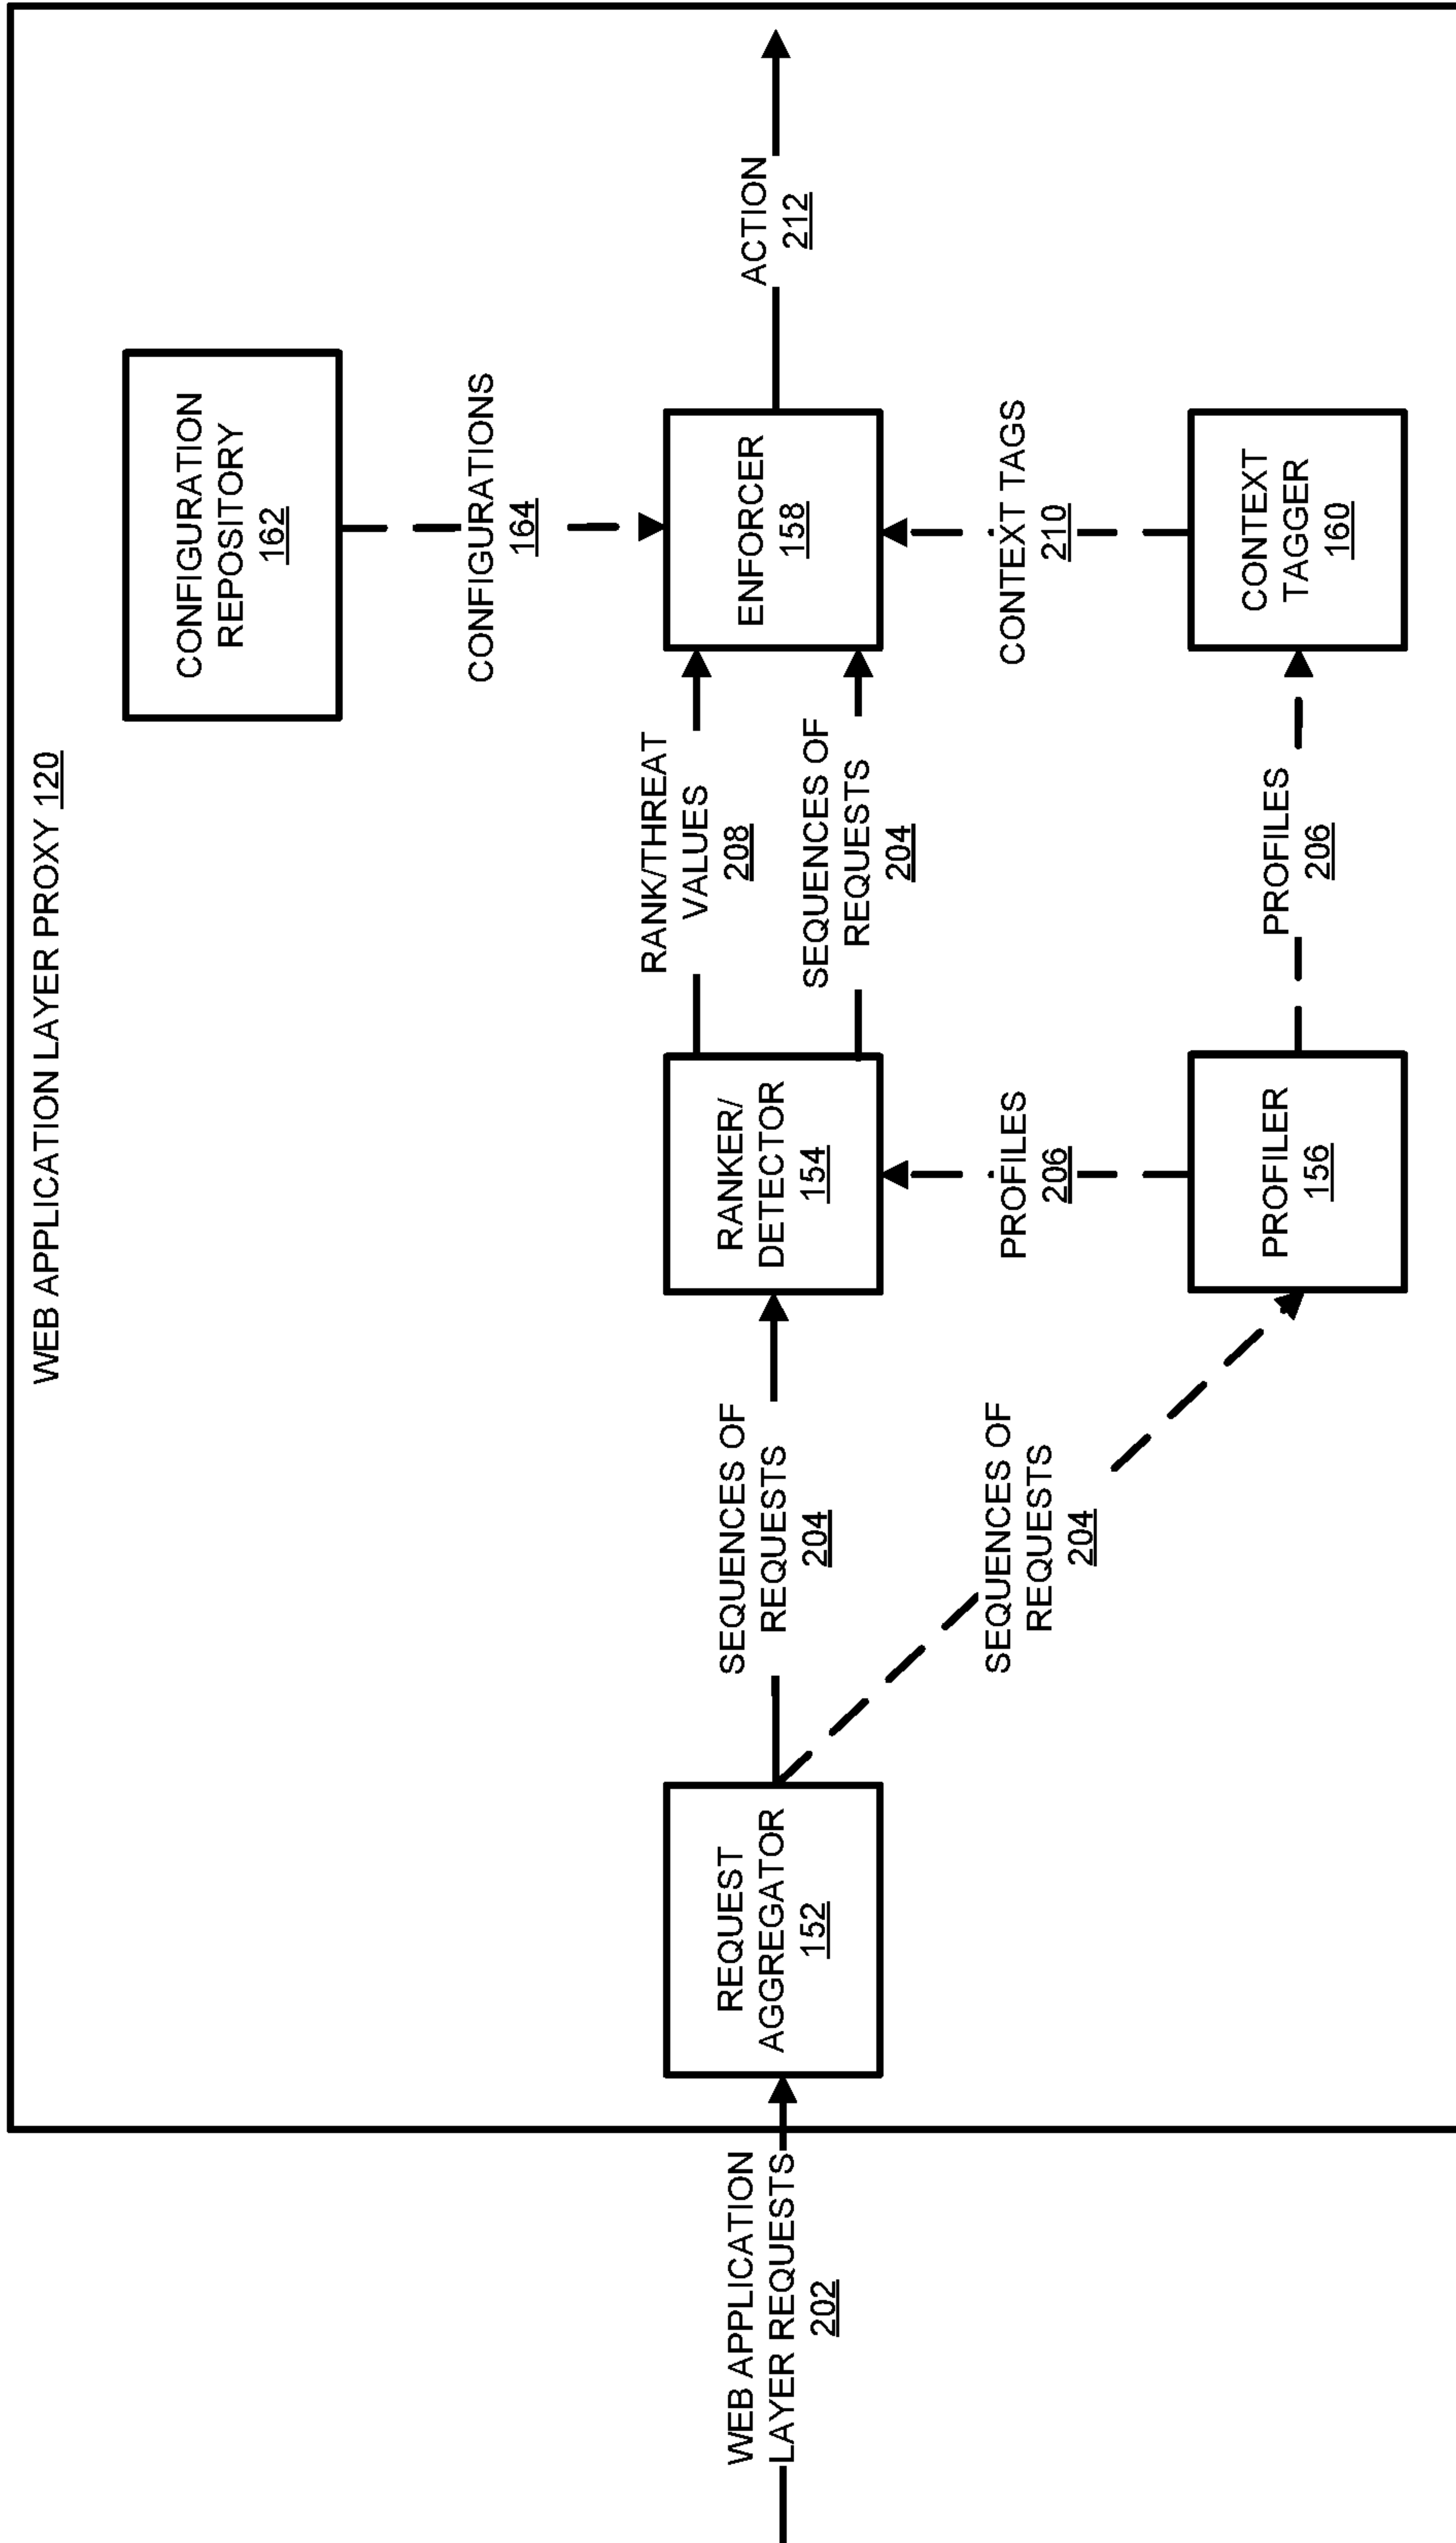 WEB APPLICATION LAYER PROXY 120
CONFIGURATION
REPOSITORY
162
CONFIGURATIONS
164
WEB APPLICATION
LAYER REQUESTS
202
REQUEST
AGGREGATOR
152
SEQUENCES OF
REQUESTS
204
RANKER/
DETECTOR
154
RANK/THREAT
VALUES
208
SEQUENCES OF
REQUESTS
204
ENFORCER
158
ACTION
212
SEQUENCES OF
REQUESTS
204
PROFILES
206
CONTEXT TAGS
210
PROFILER
156
PROFILES
206
CONTEXT
TAGGER
160